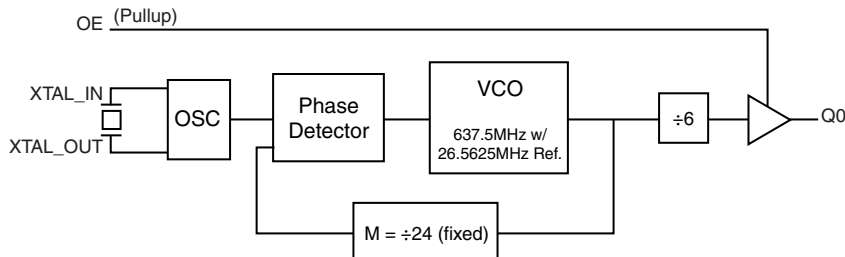 OE (Pullup)
XTAL_IN
XTAL_OUT
OSC
Phase
Detector
VCO
637.5MHz w/
26.5625MHz Ref.
÷6
Q0
M = ÷24 (fixed)